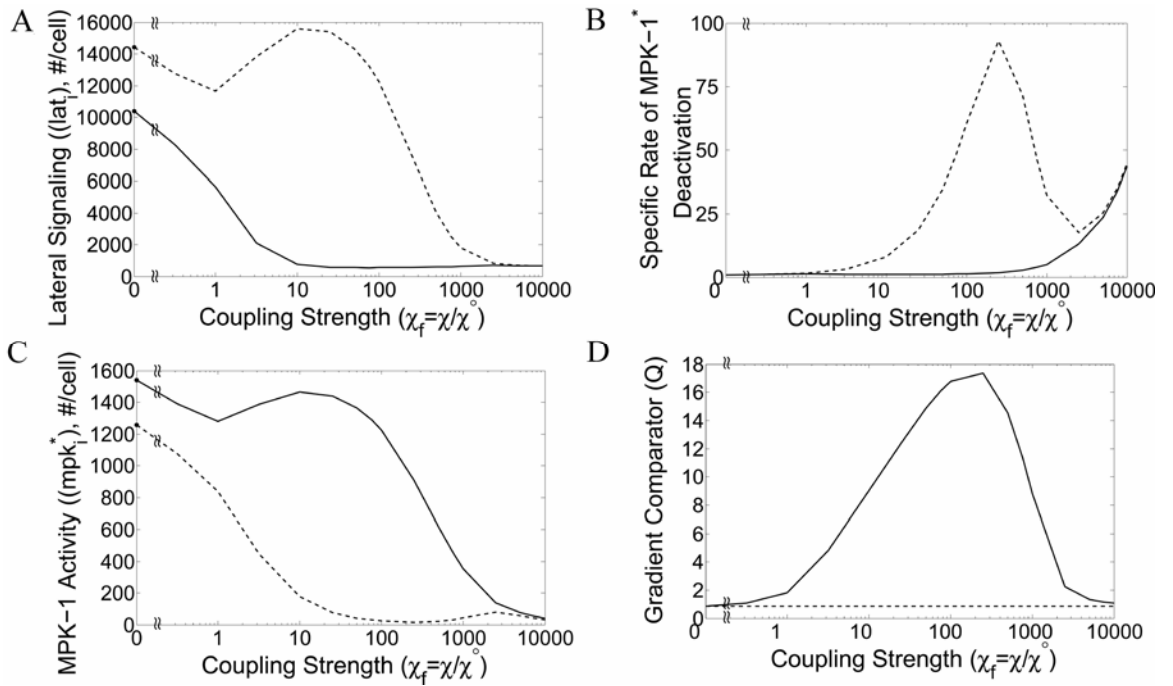 A
Lateral Signaling ((lat_i), #/cell)
16000
14000
12000
10000
8000
6000
4000
2000
0
0 1 10 100 1000 10000
Coupling Strength (χ_f=χ/χ°)
B
Specific Rate of MPK-1*
Deactivation
100
75
50
25
0
0 1 10 100 1000 10000
Coupling Strength (χ_f=χ/χ°)
C
MPK-1 Activity ((mpk_i*), #/cell)
1600
1400
1200
1000
800
600
400
200
0
0 1 10 100 1000 10000
Coupling Strength (χ_f=χ/χ°)
D
Gradient Comparator (Q)
18
16
14
12
10
8
6
4
2
0
0 1 10 100 1000 10000
Coupling Strength (χ_f=χ/χ°)